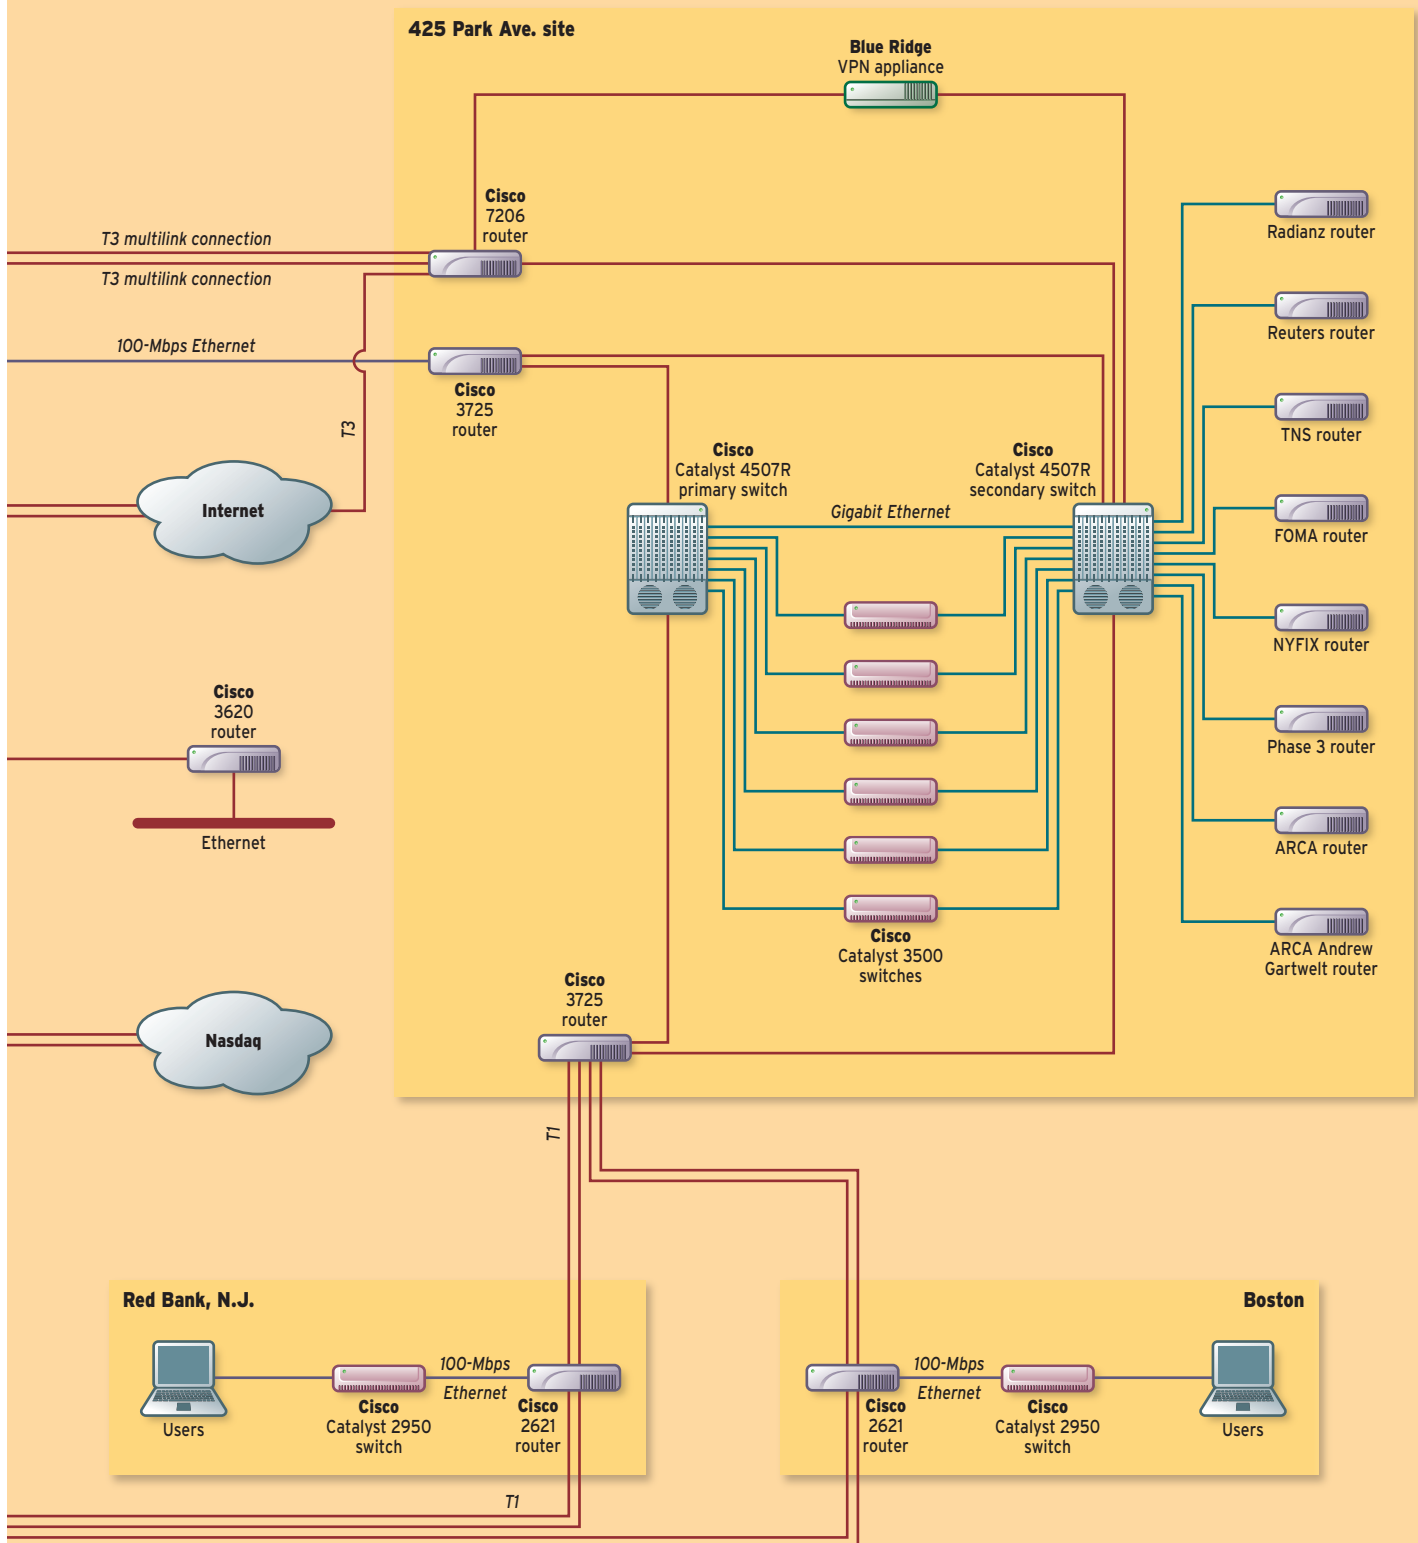 425 Park Ave. site
Blue Ridge
VPN appliance
Cisco
7206
router
T3 multilink connection
T3 multilink connection
100-Mbps Ethernet
Cisco
3725
router
T3
Internet
Cisco
Catalyst 4507R
primary switch
Cisco
Catalyst 4507R
secondary switch
Gigabit Ethernet
Radianz router
Reuters router
TNS router
FOMA router
NYFIX router
Phase 3 router
ARCA router
ARCA Andrew
Gartwelt router
Cisco
3620
router
Ethernet
Cisco
Catalyst 3500
switches
Nasdaq
Cisco
3725
router
T1
Red Bank, N.J.
Users
Cisco
Catalyst 2950
switch
100-Mbps
Ethernet
Cisco
2621
router
T1
Boston
Cisco
2621
router
100-Mbps
Ethernet
Cisco
Catalyst 2950
switch
Users